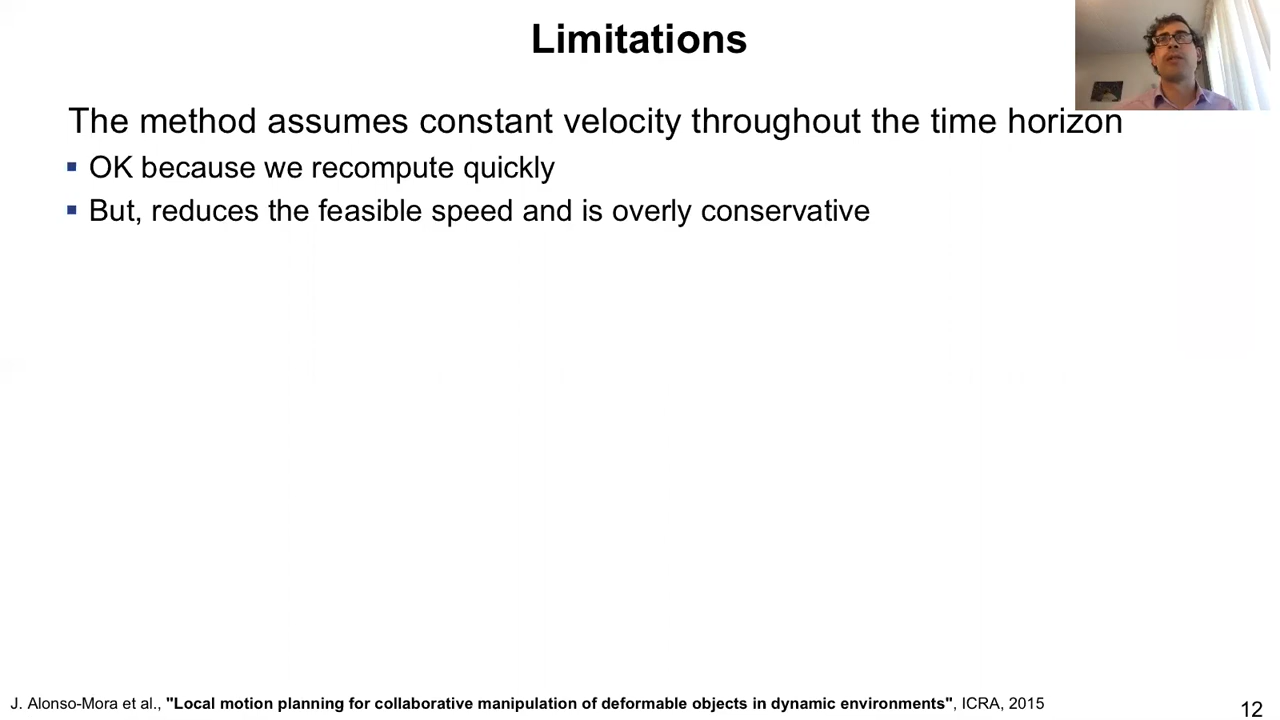 Limitations
The method assumes constant velocity throughout the time horizon
▪ OK because we recompute quickly
▪ But, reduces the feasible speed and is overly conservative
J. Alonso-Mora et al., "Local motion planning for collaborative manipulation of deformable objects in dynamic environments", ICRA, 2015
12